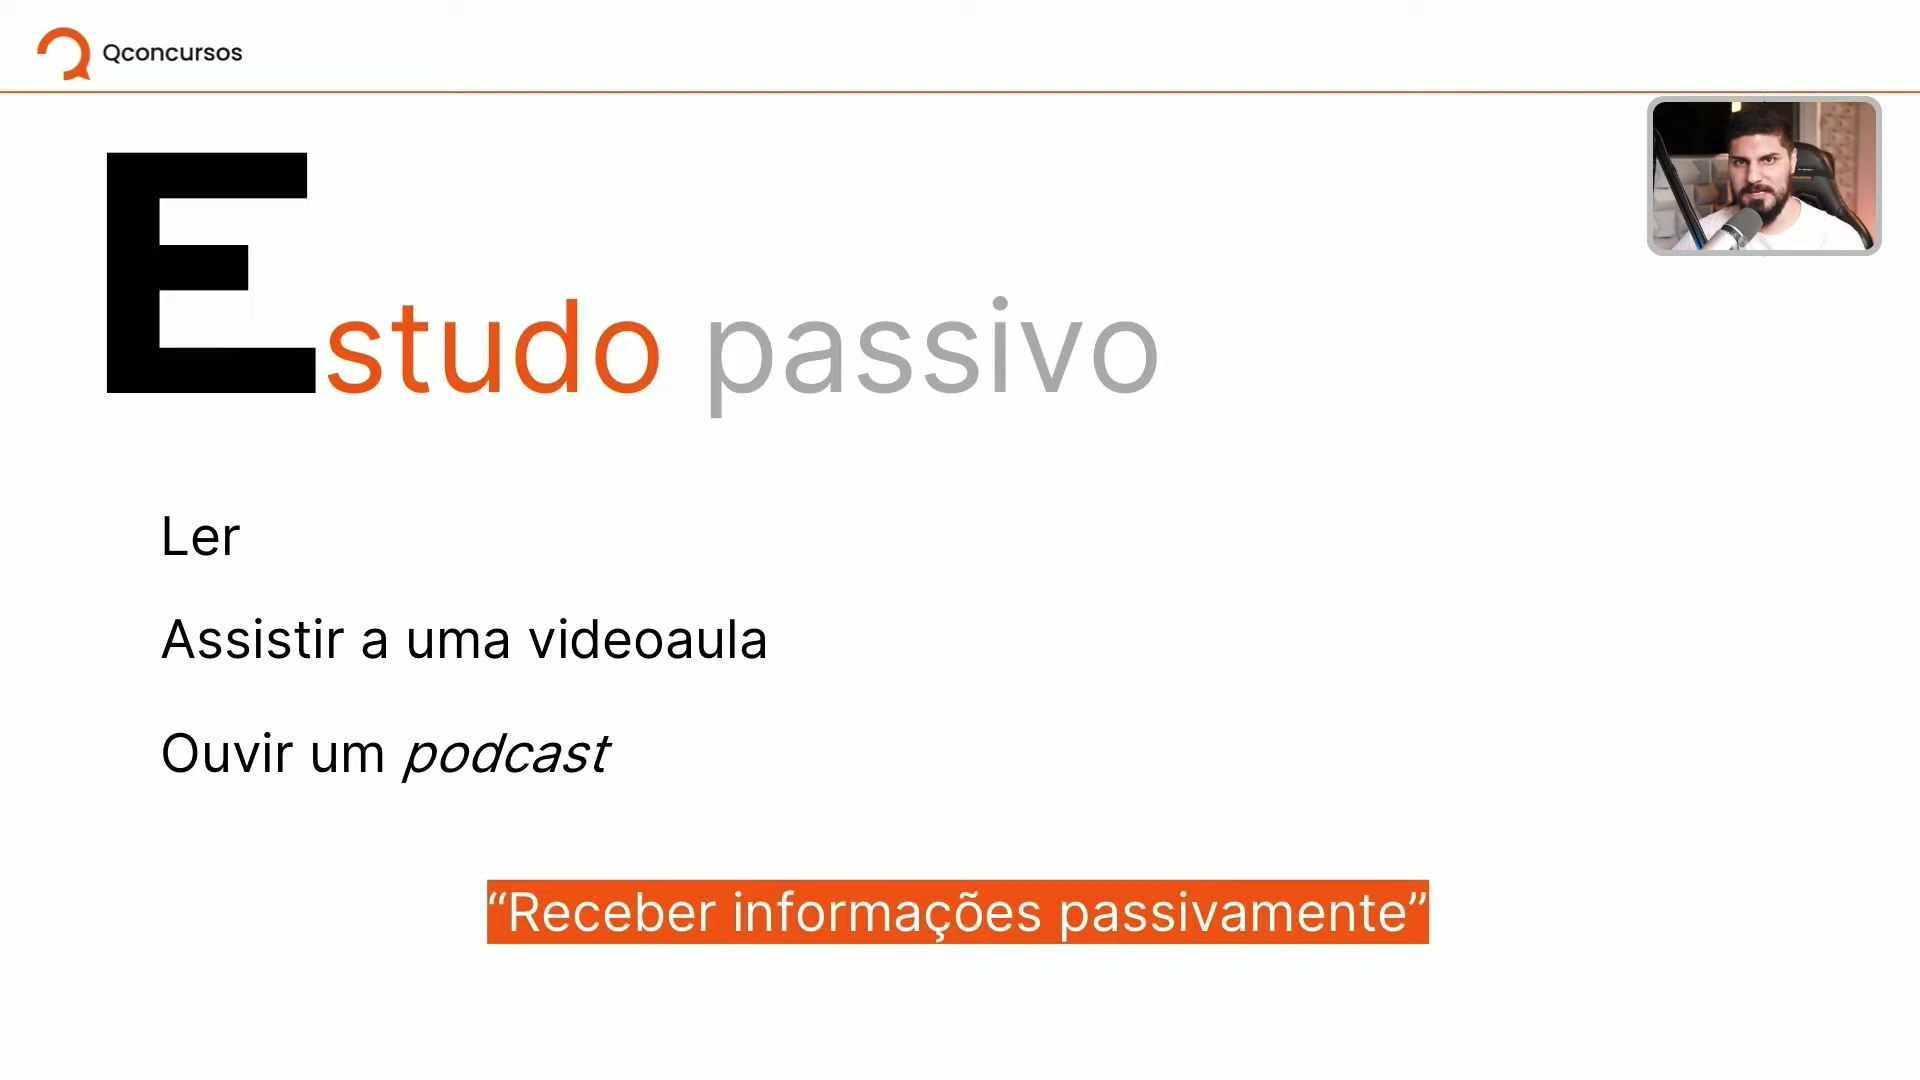 Qconcursos
Estudo passivo
Ler
Assistir a uma videoaula
Ouvir um podcast
“Receber informações passivamente”